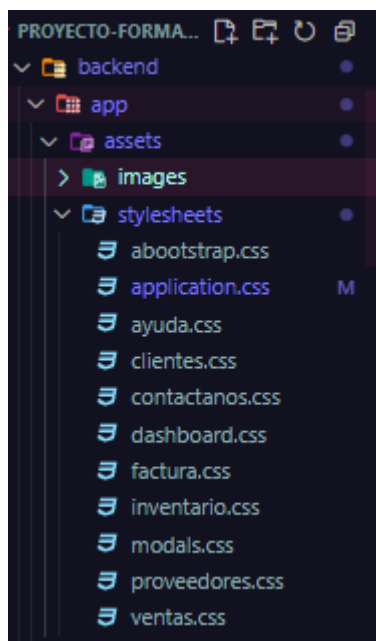 PROYECTO-FORMA...
backend
app
assets
images
stylesheets
abootstrap.css
application.css M
ayuda.css
clientes.css
contactanos.css
dashboard.css
factura.css
inventario.css
modals.css
proveedores.css
ventas.css